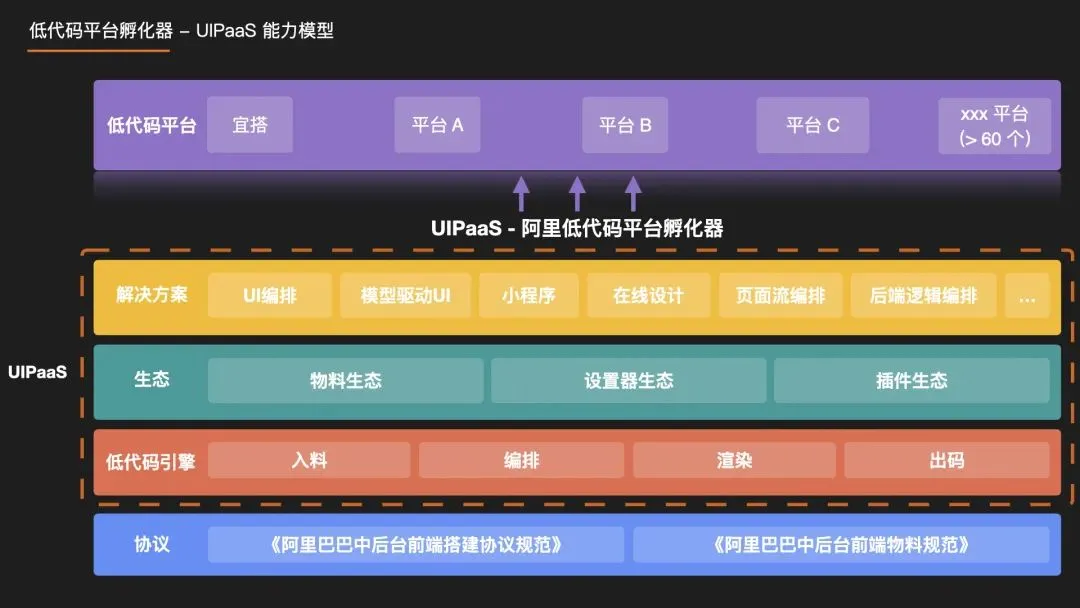 低代码平台孵化器 – UIPaaS 能力模型
低代码平台 宜搭 平台 A 平台 B 平台 C xxx 平台
(> 60 个)
UIPaaS - 阿里低代码平台孵化器
解决方案 UI编排 模型驱动UI 小程序 在线设计 页面流编排 后端逻辑编排 ...
UIPaaS
生态 物料生态 设置器生态 插件生态
低代码引擎 入料 编排 渲染 出码
协议 《阿里巴巴中后台前端搭建协议规范》 《阿里巴巴中后台前端物料规范》